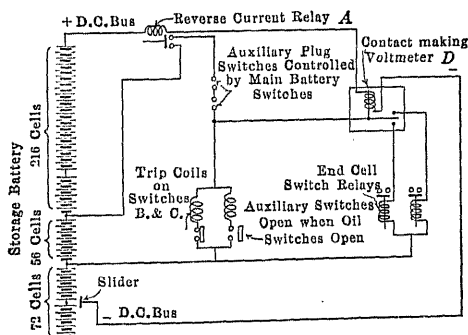 + D.C.Bus
Reverse Current Relay A
Auxiliary Plug
Switches Controlled
by Main Battery
Switches
Contact making
Voltmeter D
−
Storage Battery
216 Cells
56 Cells
72 Cells
Trip Coils
on
Switches
B.& C.
End Cell
Switch Relays
Auxiliary Switches
Open when Oil
Switches Open
Slider
− D.C.Bus